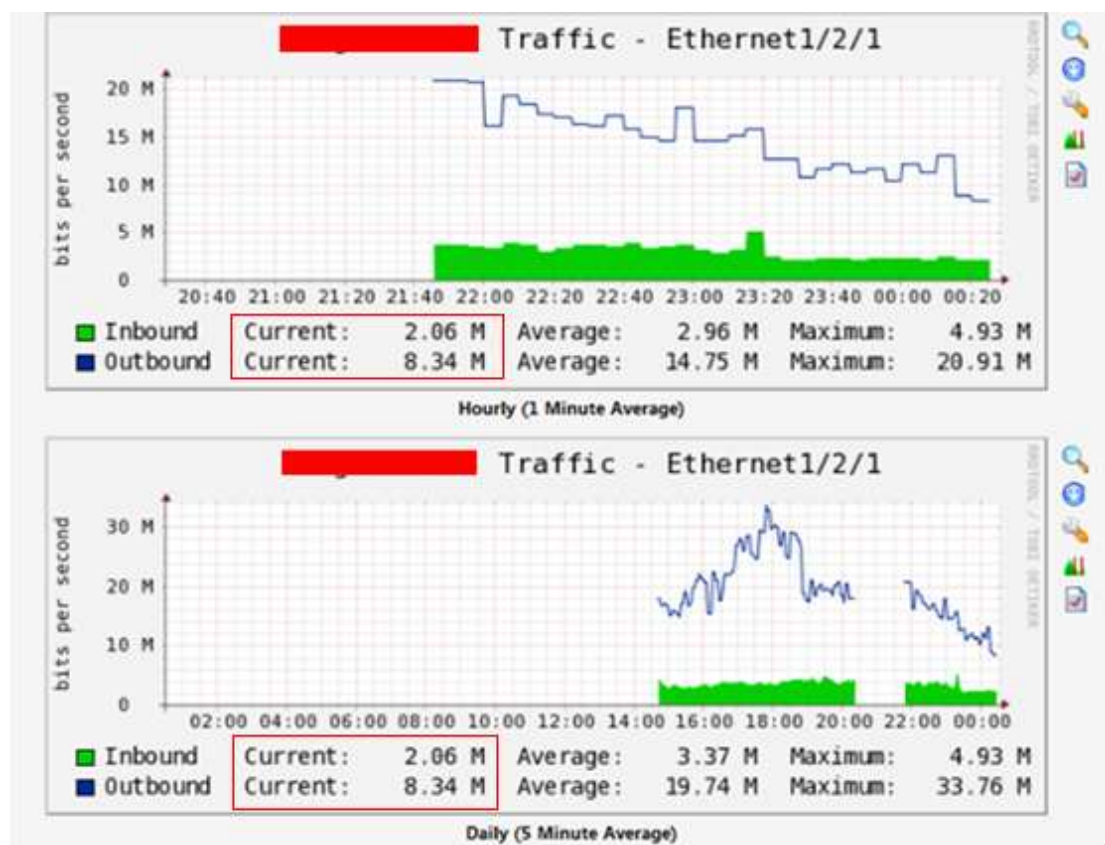 Traffic - Ethernet1/2/1
RRDTOOL / TOBI OETIKER
bits per second
20 M
15 M
10 M
5 M
0
20:40 21:00 21:20 21:40 22:00 22:20 22:40 23:00 23:20 23:40 00:00 00:20
Inbound Current: 2.06 M Average: 2.96 M Maximum: 4.93 M
Outbound Current: 8.34 M Average: 14.75 M Maximum: 20.91 M
Hourly (1 Minute Average)
Traffic - Ethernet1/2/1
RRDTOOL / TOBI OETIKER
bits per second
30 M
20 M
10 M
0
02:00 04:00 06:00 08:00 10:00 12:00 14:00 16:00 18:00 20:00 22:00 00:00
Inbound Current: 2.06 M Average: 3.37 M Maximum: 4.93 M
Outbound Current: 8.34 M Average: 19.74 M Maximum: 33.76 M
Daily (5 Minute Average)